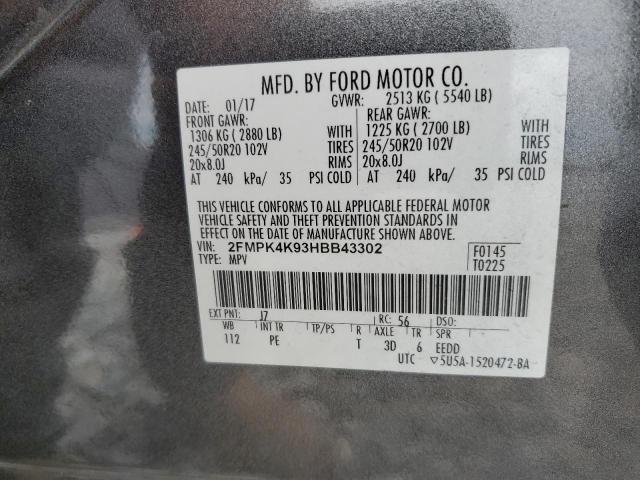 MFD. BY FORD MOTOR CO.
DATE: 01/17 GVWR: 2513 KG ( 5540 LB)
FRONT GAWR: REAR GAWR:
1306 KG ( 2880 LB) WITH 1225 KG ( 2700 LB) WITH
245/50R20 102V TIRES 245/50R20 102V TIRES
20x8.0J RIMS 20x8.0J RIMS
AT 240 kPa/ 35 PSI COLD AT 240 kPa/ 35 PSI COLD
THIS VEHICLE CONFORMS TO ALL APPLICABLE FEDERAL MOTOR
VEHICLE SAFETY AND THEFT PREVENTION STANDARDS IN
EFFECT ON THE DATE OF MANUFACTURE SHOWN ABOVE.
VIN: 2FMPK4K93HBB43302 F0145
TYPE: MPV T0225
EXT PNT: J7 RC: 56 DSO:
WB INT TR TP/PS R AXLE TR SPR
112 PE T 3D 6 EEDD
UTC ▽5U5A-1520472-BA